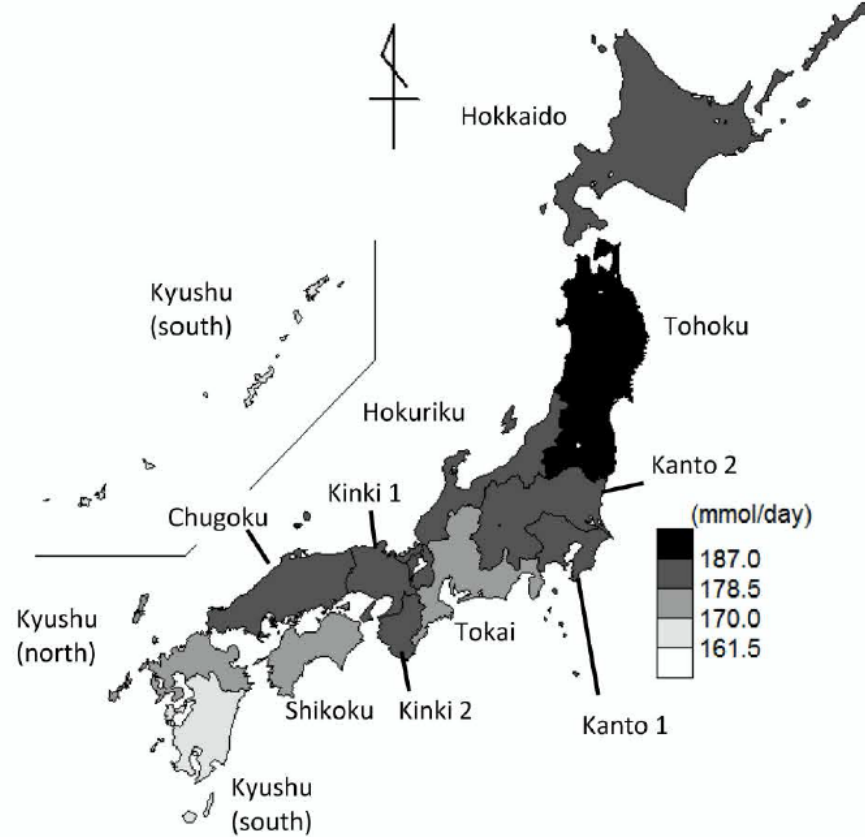 Hokkaido
Kyushu
(south)
Tohoku
Hokuriku
Kanto 2
Kinki 1
Chugoku
(mmol/day)
187.0
178.5
170.0
161.5
Kyushu
(north)
Tokai
Shikoku
Kinki 2
Kanto 1
Kyushu
(south)